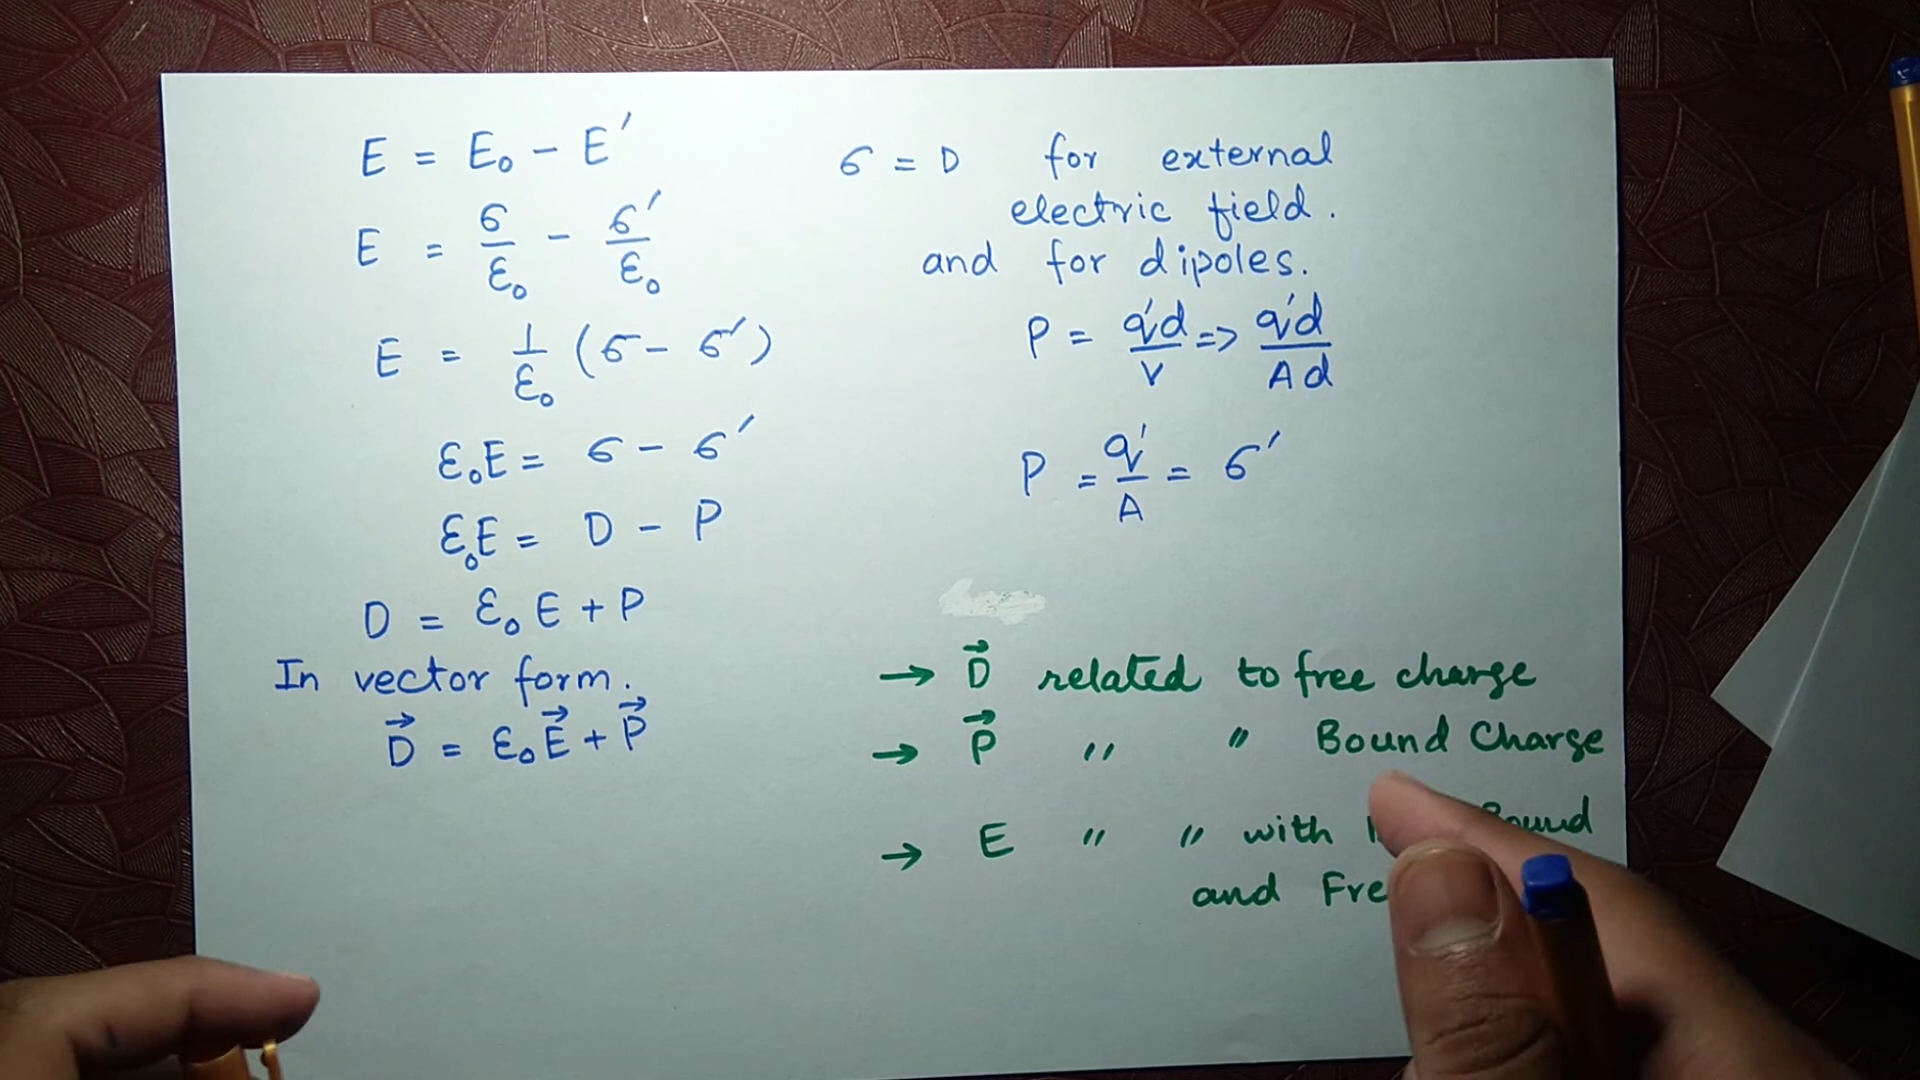 E = E₀ - E'
E = σ/ε₀ - σ'/ε₀
E = 1/ε₀ (σ - σ')
ε₀E = σ - σ'
ε₀E = D - P
D = ε₀ E + P
In vector form.
D⃗ = ε₀E⃗ + P⃗
σ = D for external
electric field.
and for dipoles.
P = q'd/V => q'd/Ad
P = q'/A = σ'
→ D⃗ related to free charge
→ P⃗ " " Bound Charge
→ E " " with
and